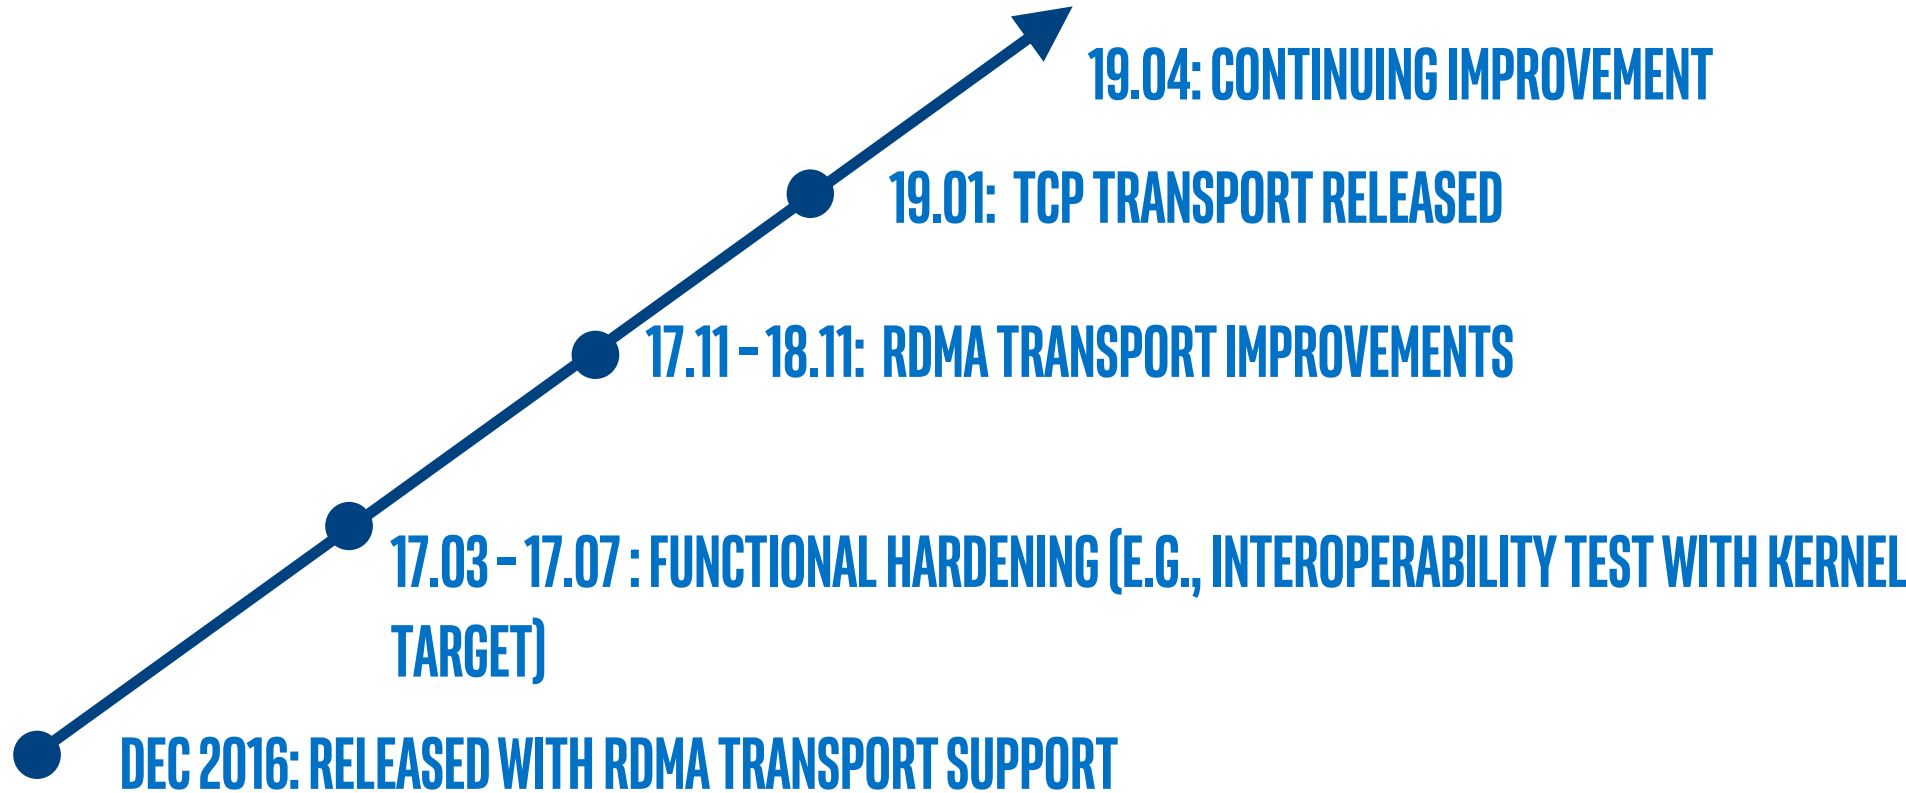 19.04: CONTINUING IMPROVEMENT
19.01: TCP TRANSPORT RELEASED
17.11 – 18.11: RDMA TRANSPORT IMPROVEMENTS
17.03 – 17.07 : FUNCTIONAL HARDENING (E.G., INTEROPERABILITY TEST WITH KERNEL
TARGET)
DEC 2016: RELEASED WITH RDMA TRANSPORT SUPPORT